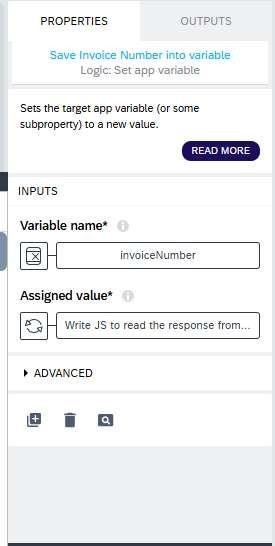 PROPERTIES
OUTPUTS
Save Invoice Number into variable
Logic: Set app variable
Sets the target app variable (or some
subproperty) to a new value.
READ MORE
INPUTS
Variable name*
invoiceNumber
Assigned value*
Write JS to read the response from...
ADVANCED